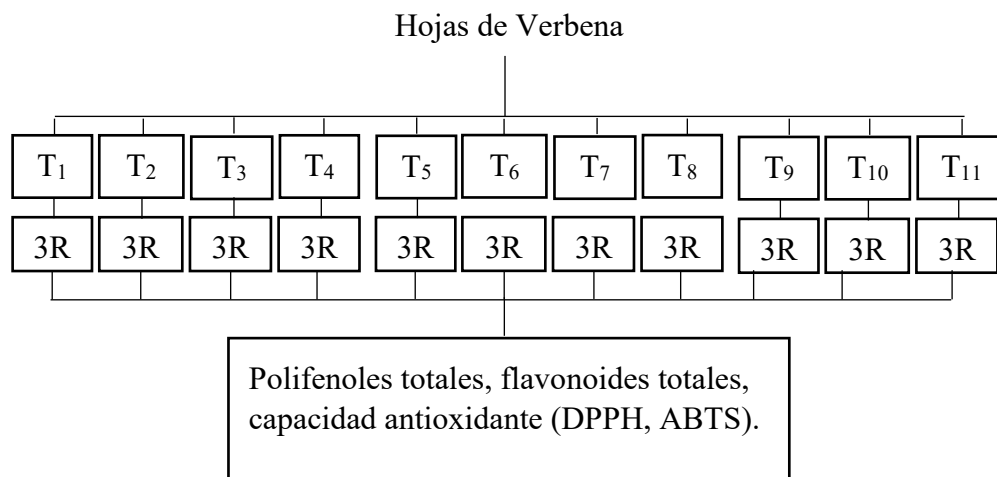 Hojas de Verbena
T1 T2 T3 T4 T5 T6 T7 T8 T9 T10 T11
3R 3R 3R 3R 3R 3R 3R 3R 3R 3R 3R
Polifenoles totales, flavonoides totales,
capacidad antioxidante (DPPH, ABTS).